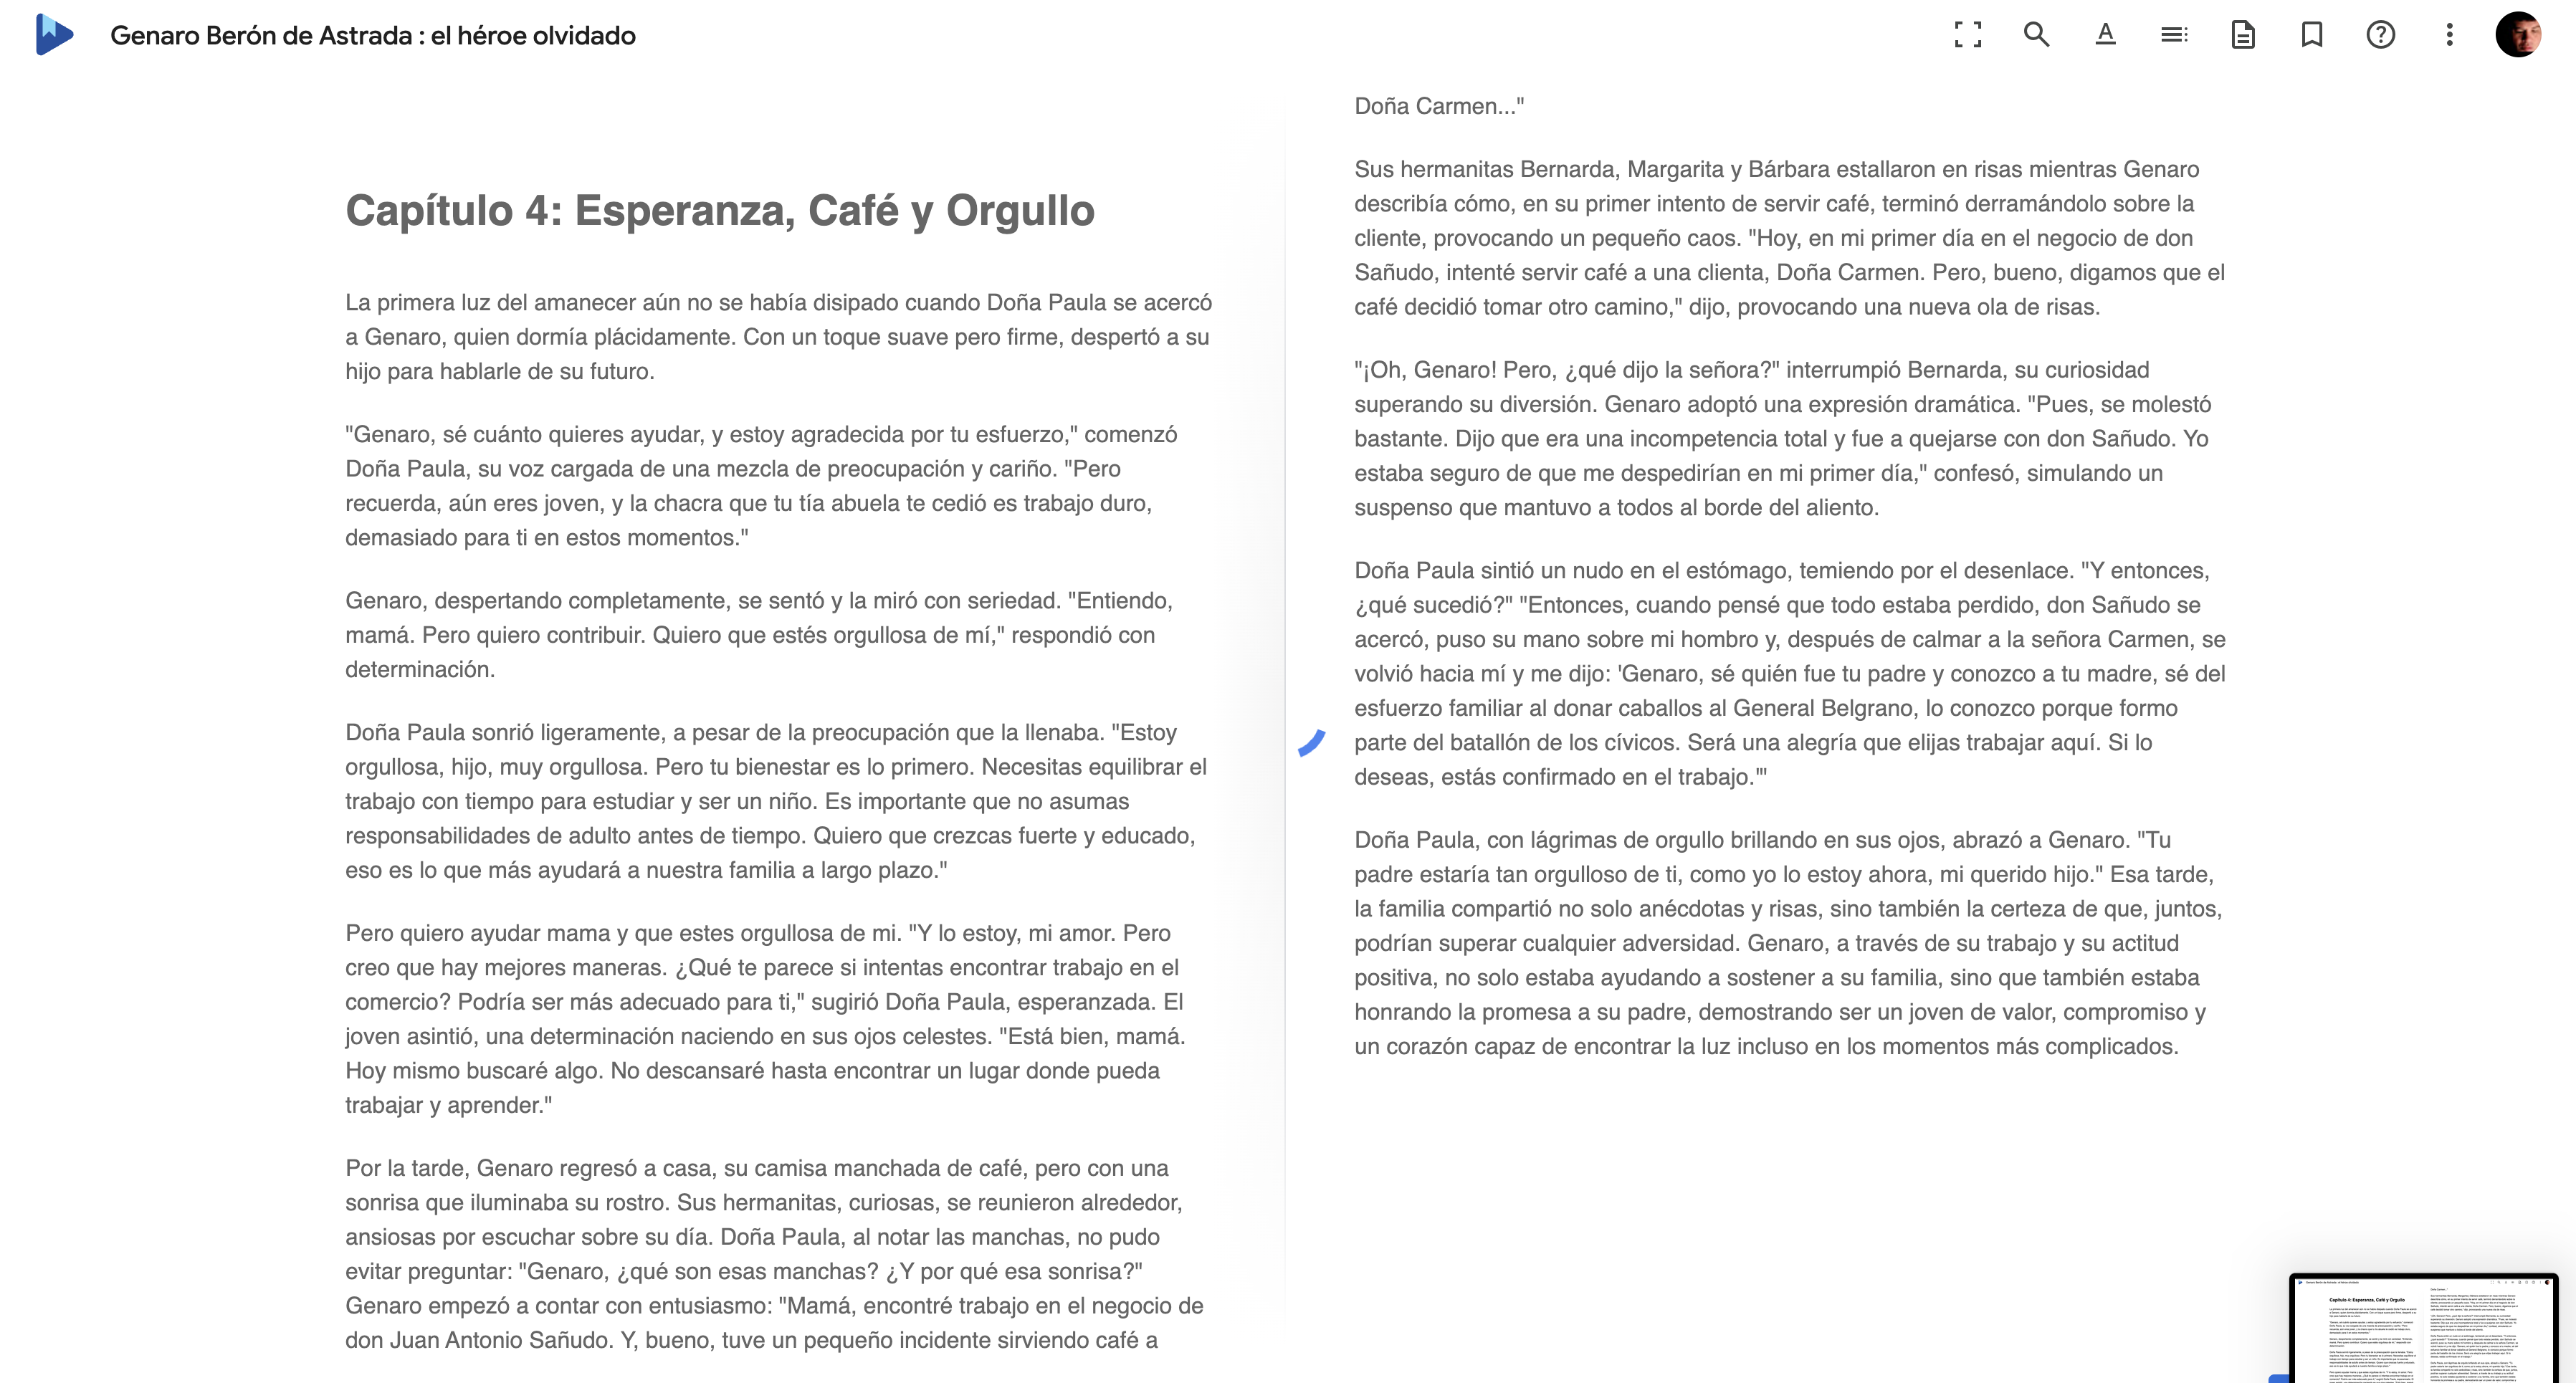 Genaro Berón de Astrada : el héroe olvidado
Capítulo 4: Esperanza, Café y Orgullo
La primera luz del amanecer aún no se había disipado cuando Doña Paula se acercó
a Genaro, quien dormía plácidamente. Con un toque suave pero firme, despertó a su
hijo para hablarle de su futuro.
"Genaro, sé cuánto quieres ayudar, y estoy agradecida por tu esfuerzo," comenzó
Doña Paula, su voz cargada de una mezcla de preocupación y cariño. "Pero
recuerda, aún eres joven, y la chacra que tu tía abuela te cedió es trabajo duro,
demasiado para ti en estos momentos."
Genaro, despertando completamente, se sentó y la miró con seriedad. "Entiendo,
mamá. Pero quiero contribuir. Quiero que estés orgullosa de mí," respondió con
determinación.
Doña Paula sonrió ligeramente, a pesar de la preocupación que la llenaba. "Estoy
orgullosa, hijo, muy orgullosa. Pero tu bienestar es lo primero. Necesitas equilibrar el
trabajo con tiempo para estudiar y ser un niño. Es importante que no asumas
responsabilidades de adulto antes de tiempo. Quiero que crezcas fuerte y educado,
eso es lo que más ayudará a nuestra familia a largo plazo."
Pero quiero ayudar mama y que estes orgullosa de mi. "Y lo estoy, mi amor. Pero
creo que hay mejores maneras. ¿Qué te parece si intentas encontrar trabajo en el
comercio? Podría ser más adecuado para ti," sugirió Doña Paula, esperanzada. El
joven asintió, una determinación naciendo en sus ojos celestes. "Está bien, mamá.
Hoy mismo buscaré algo. No descansaré hasta encontrar un lugar donde pueda
trabajar y aprender."
Por la tarde, Genaro regresó a casa, su camisa manchada de café, pero con una
sonrisa que iluminaba su rostro. Sus hermanitas, curiosas, se reunieron alrededor,
ansiosas por escuchar sobre su día. Doña Paula, al notar las manchas, no pudo
evitar preguntar: "Genaro, ¿qué son esas manchas? ¿Y por qué esa sonrisa?"
Genaro empezó a contar con entusiasmo: "Mamá, encontré trabajo en el negocio de
don Juan Antonio Sañudo. Y, bueno, tuve un pequeño incidente sirviendo café a
Doña Carmen..."
Sus hermanitas Bernarda, Margarita y Bárbara estallaron en risas mientras Genaro
describía cómo, en su primer intento de servir café, terminó derramándolo sobre la
cliente, provocando un pequeño caos. "Hoy, en mi primer día en el negocio de don
Sañudo, intenté servir café a una clienta, Doña Carmen. Pero, bueno, digamos que el
café decidió tomar otro camino," dijo, provocando una nueva ola de risas.
"¡Oh, Genaro! Pero, ¿qué dijo la señora?" interrumpió Bernarda, su curiosidad
superando su diversión. Genaro adoptó una expresión dramática. "Pues, se molestó
bastante. Dijo que era una incompetencia total y fue a quejarse con don Sañudo. Yo
estaba seguro de que me despedirían en mi primer día," confesó, simulando un
suspenso que mantuvo a todos al borde del aliento.
Doña Paula sintió un nudo en el estómago, temiendo por el desenlace. "Y entonces,
¿qué sucedió?" "Entonces, cuando pensé que todo estaba perdido, don Sañudo se
acercó, puso su mano sobre mi hombro y, después de calmar a la señora Carmen, se
volvió hacia mí y me dijo: 'Genaro, sé quién fue tu padre y conozco a tu madre, sé del
esfuerzo familiar al donar caballos al General Belgrano, lo conozco porque formo
parte del batallón de los cívicos. Será una alegría que elijas trabajar aquí. Si lo
deseas, estás confirmado en el trabajo.'"
Doña Paula, con lágrimas de orgullo brillando en sus ojos, abrazó a Genaro. "Tu
padre estaría tan orgulloso de ti, como yo lo estoy ahora, mi querido hijo." Esa tarde,
la familia compartió no solo anécdotas y risas, sino también la certeza de que, juntos,
podrían superar cualquier adversidad. Genaro, a través de su trabajo y su actitud
positiva, no solo estaba ayudando a sostener a su familia, sino que también estaba
honrando la promesa a su padre, demostrando ser un joven de valor, compromiso y
un corazón capaz de encontrar la luz incluso en los momentos más complicados.
Capítulo 4: Esperanza, Café y Orgullo